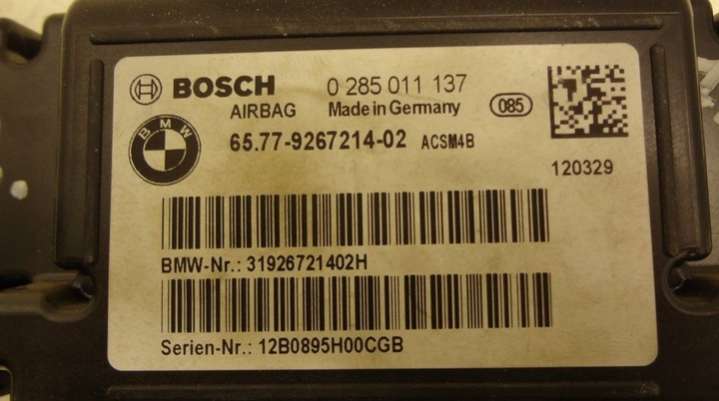 BOSCH 0 285 011 137
AIRBAG Made in Germany 085
BMW
65.77-9267214-02 ACSM4B
120329
BMW-Nr.: 31926721402H
Serien-Nr.: 12B0895H00CGB